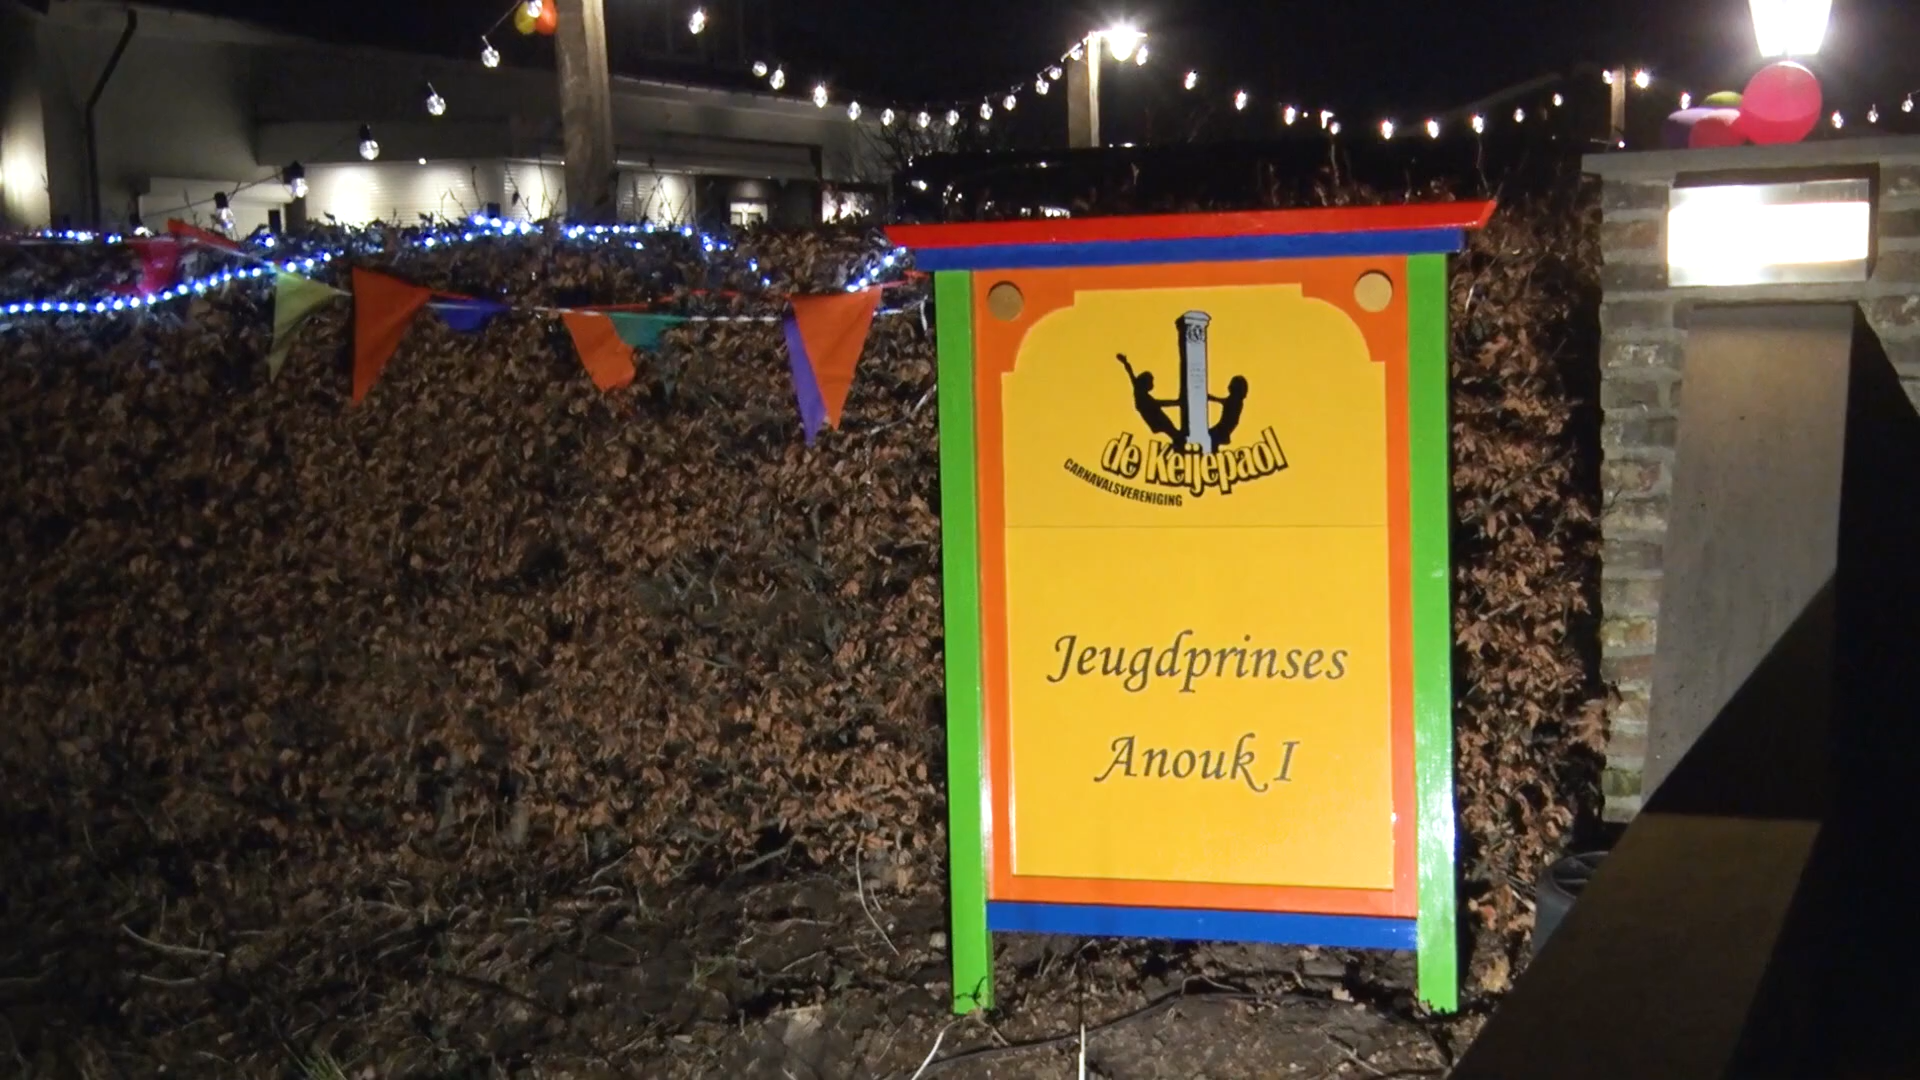 de Keijepaol
CARNAVALSVERENIGING
Jeugdprinses
Anouk I